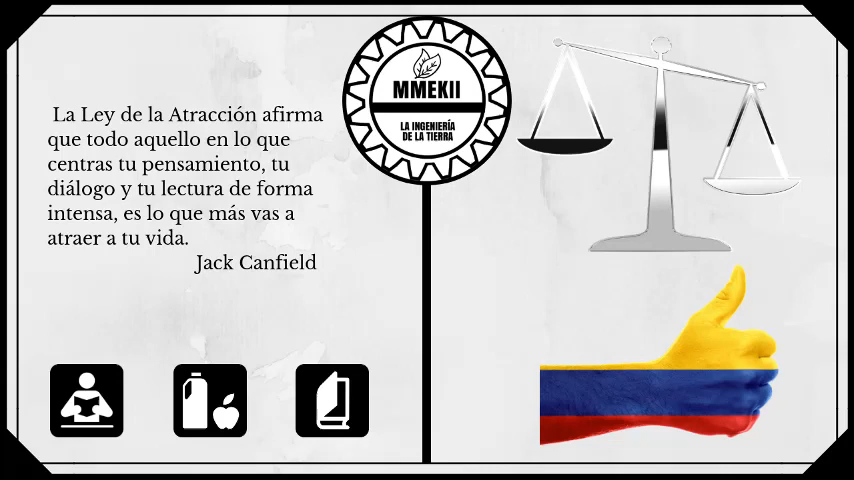 La Ley de la Atracción afirma
que todo aquello en lo que
centras tu pensamiento, tu
diálogo y tu lectura de forma
intensa, es lo que más vas a
atraer a tu vida.
Jack Canfield
MMEKII
LA INGENIERÍA
DE LA TIERRA